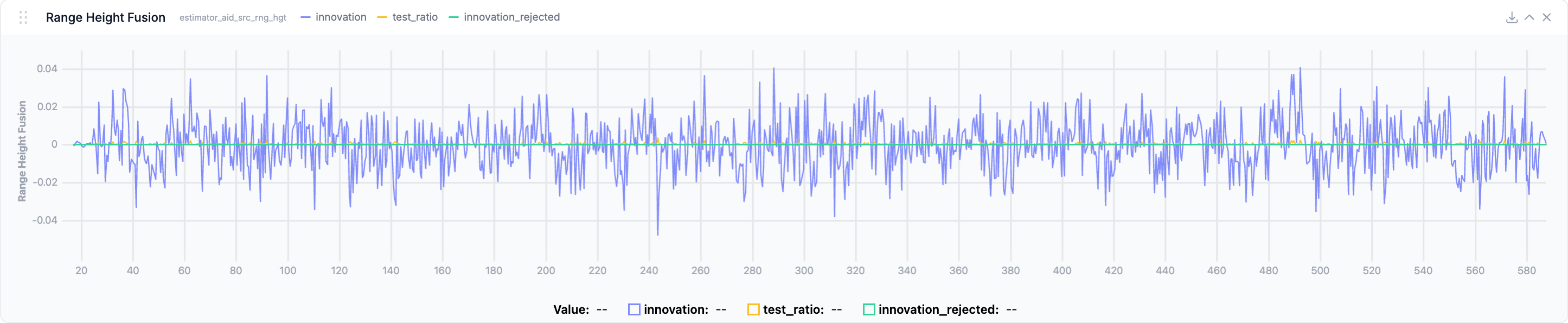 Range Height Fusion estimator_aid_src_rng_hgt innovation test_ratio innovation_rejected
Range Height Fusion
0.04
0.02
0
-0.02
-0.04
20 40 60 80 100 120 140 160 180 200 220 240 260 280 300 320 340 360 380 400 420 440 460 480 500 520 540 560 580
Value: -- innovation: -- test_ratio: -- innovation_rejected: --